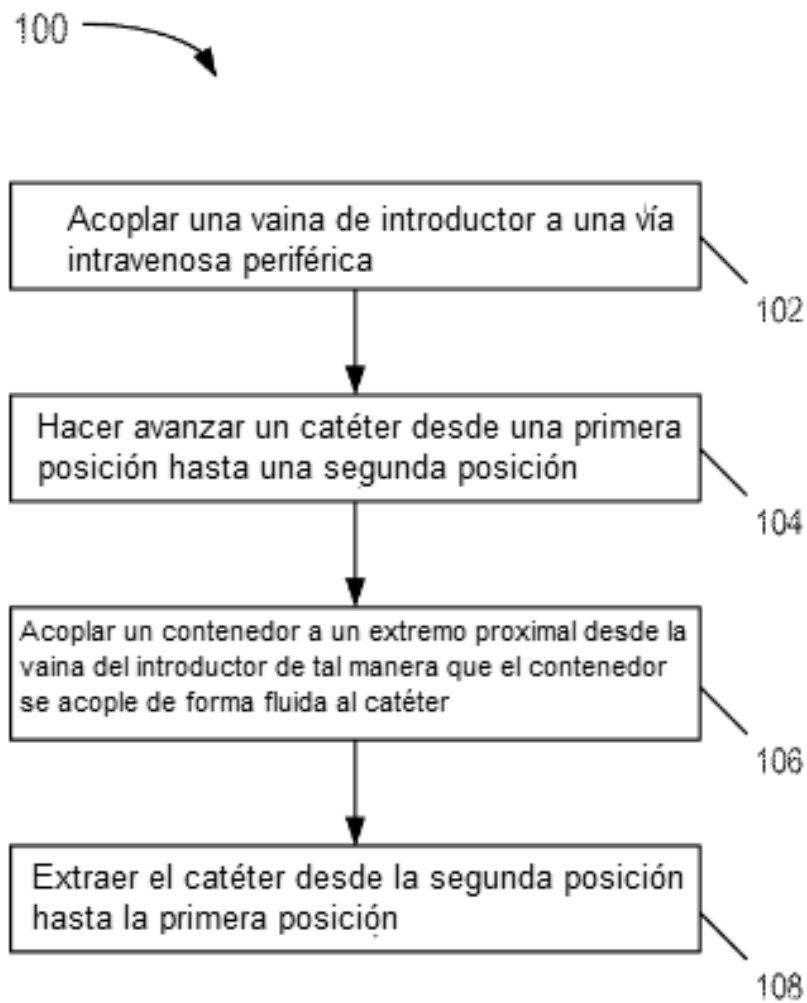 100
Acoplar una vaina de introductor a una vía
intravenosa periférica
102
Hacer avanzar un catéter desde una primera
posición hasta una segunda posición
104
Acoplar un contenedor a un extremo proximal desde la
vaina del introductor de tal manera que el contenedor
se acople de forma fluida al catéter
106
Extraer el catéter desde la segunda posición
hasta la primera posición
108